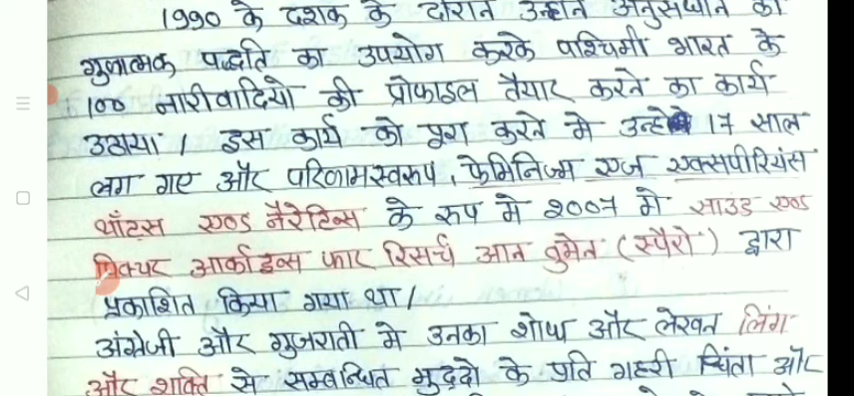 1990 के दशक के दौरान उन्होंने अनुसंधान की
गुणात्मक पद्धति का उपयोग करके पश्चिमी भारत के
100 नारीवादियो की प्रोफाइल तैयार करने का कार्य
उठाया। इस कार्य को पूरा करने मे उन्हे 17 साल
लग गए और परिणामस्वरूप, फेमिनिज्म एज एक्सपीरियंस
थॉट्स एण्ड नैरेटिव्स के रूप मे 2007 मे साउंड एण्ड
पिक्चर आर्काइव्स फार रिसर्च आन वुमेन (स्पैरो) द्वारा
प्रकाशित किया गया था।
अंग्रेजी और गुजराती मे उनका शोध और लेखन लिंग
और शक्ति से सम्बन्धित मुद्दो के प्रति गहरी चिंता और